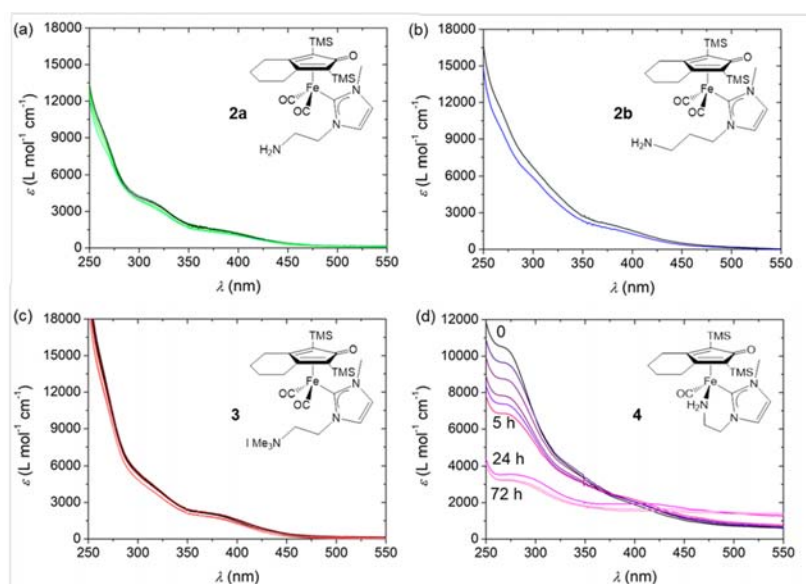 (a)
18000
15000
12000
9000
6000
3000
0
ε (L mol⁻¹ cm⁻¹)
250 300 350 400 450 500 550
λ (nm)
TMS
O
TMS
N
Fe
OC
OC
N
H₂N
2a
(b)
18000
15000
12000
9000
6000
3000
0
ε (L mol⁻¹ cm⁻¹)
250 300 350 400 450 500 550
λ (nm)
TMS
O
TMS
N
Fe
OC
OC
N
H₂N
2b
(c)
18000
15000
12000
9000
6000
3000
0
ε (L mol⁻¹ cm⁻¹)
250 300 350 400 450 500 550
λ (nm)
TMS
O
TMS
N
Fe
OC
OC
N
I Me₃N
3
(d)
12000
10000
8000
6000
4000
2000
0
ε (L mol⁻¹ cm⁻¹)
250 300 350 400 450 500 550
λ (nm)
0
5 h
24 h
72 h
TMS
O
TMS
N
Fe
OC
H₂N
N
4